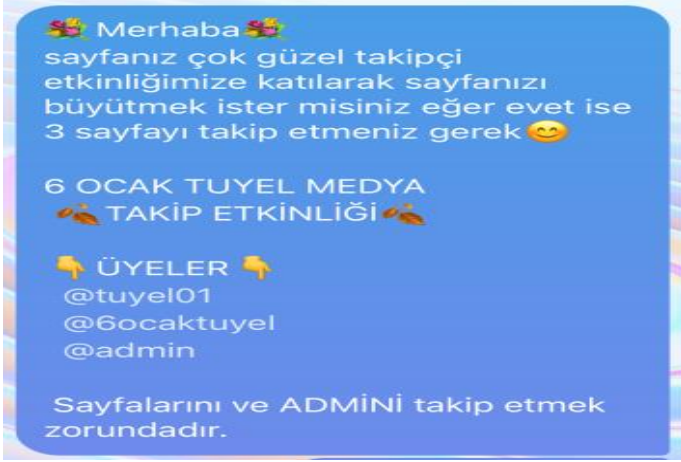 💐 Merhaba💐
sayfanız çok güzel takipçi
etkinliğimize katılarak sayfanızı
büyütmek ister misiniz eğer evet ise
3 sayfayı takip etmeniz gerek😊
6 OCAK TUYEL MEDYA
🍂 TAKİP ETKİNLİĞİ🍂
👇 ÜYELER 👇
@tuyel01
@6ocaktuyel
@admin
Sayfalarını ve ADMİNİ takip etmek
zorundadır.